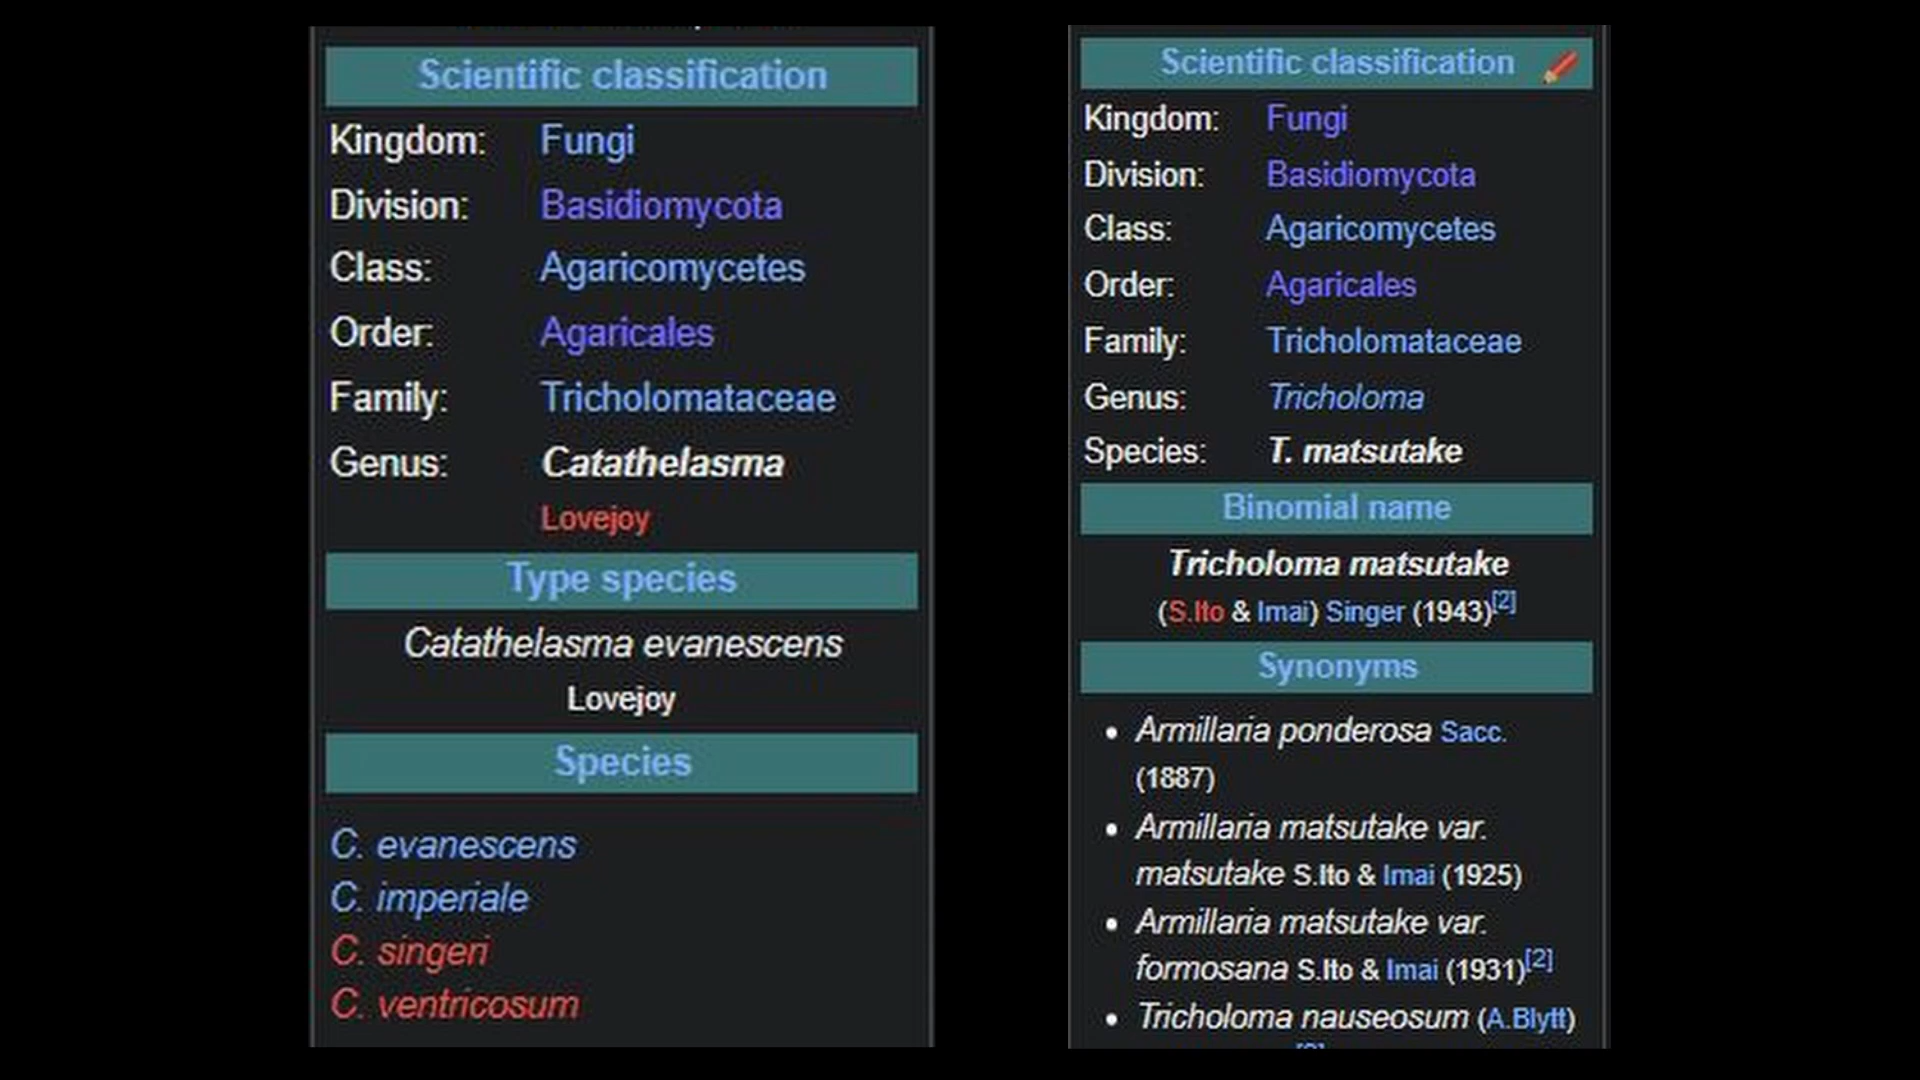 Scientific classification
Kingdom: Fungi
Division: Basidiomycota
Class: Agaricomycetes
Order: Agaricales
Family: Tricholomataceae
Genus: Catathelasma
Lovejoy
Type species
Catathelasma evanescens
Lovejoy
Species
C. evanescens
C. imperiale
C. singeri
C. ventricosum
Scientific classification
Kingdom: Fungi
Division: Basidiomycota
Class: Agaricomycetes
Order: Agaricales
Family: Tricholomataceae
Genus: Tricholoma
Species: T. matsutake
Binomial name
Tricholoma matsutake
(S.Ito & Imai) Singer (1943)[2]
Synonyms
• Armillaria ponderosa Sacc.
(1887)
• Armillaria matsutake var.
matsutake S.Ito & Imai (1925)
• Armillaria matsutake var.
formosana S.Ito & Imai (1931)[2]
• Tricholoma nauseosum (A.Blytt)